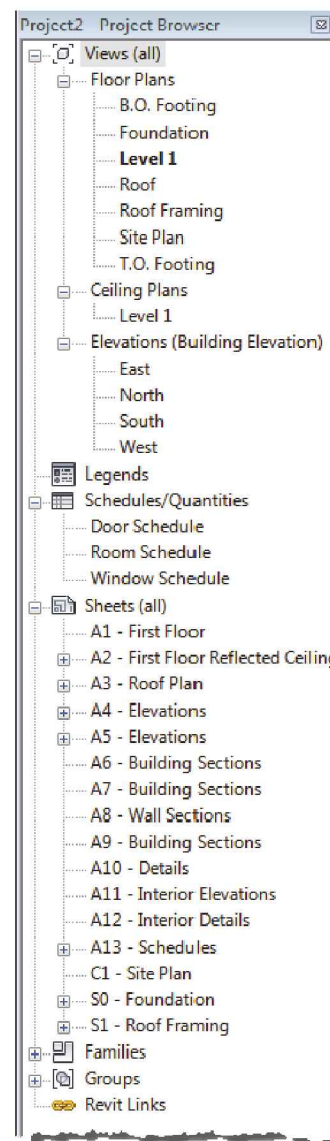 Project2 Project Browser
Views (all)
Floor Plans
B.O. Footing
Foundation
Level 1
Roof
Roof Framing
Site Plan
T.O. Footing
Ceiling Plans
Level 1
Elevations (Building Elevation)
East
North
South
West
Legends
Schedules/Quantities
Door Schedule
Room Schedule
Window Schedule
Sheets (all)
A1 - First Floor
A2 - First Floor Reflected Ceiling
A3 - Roof Plan
A4 - Elevations
A5 - Elevations
A6 - Building Sections
A7 - Building Sections
A8 - Wall Sections
A9 - Building Sections
A10 - Details
A11 - Interior Elevations
A12 - Interior Details
A13 - Schedules
C1 - Site Plan
S0 - Foundation
S1 - Roof Framing
Families
Groups
Revit Links